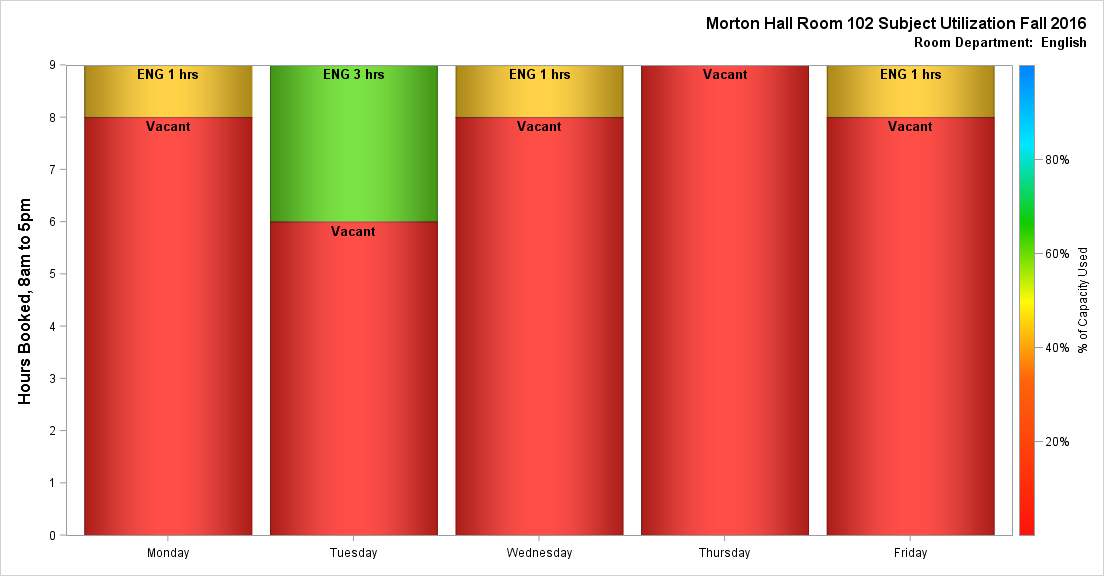 Morton Hall Room 102 Subject Utilization Fall 2016
Room Department:  English
Hours Booked, 8am to 5pm
9
8
7
6
5
4
3
2
1
0
ENG 1 hrs
Vacant
ENG 3 hrs
Vacant
ENG 1 hrs
Vacant
Vacant
ENG 1 hrs
Vacant
Monday
Tuesday
Wednesday
Thursday
Friday
80%
60%
40%
20%
% of Capacity Used